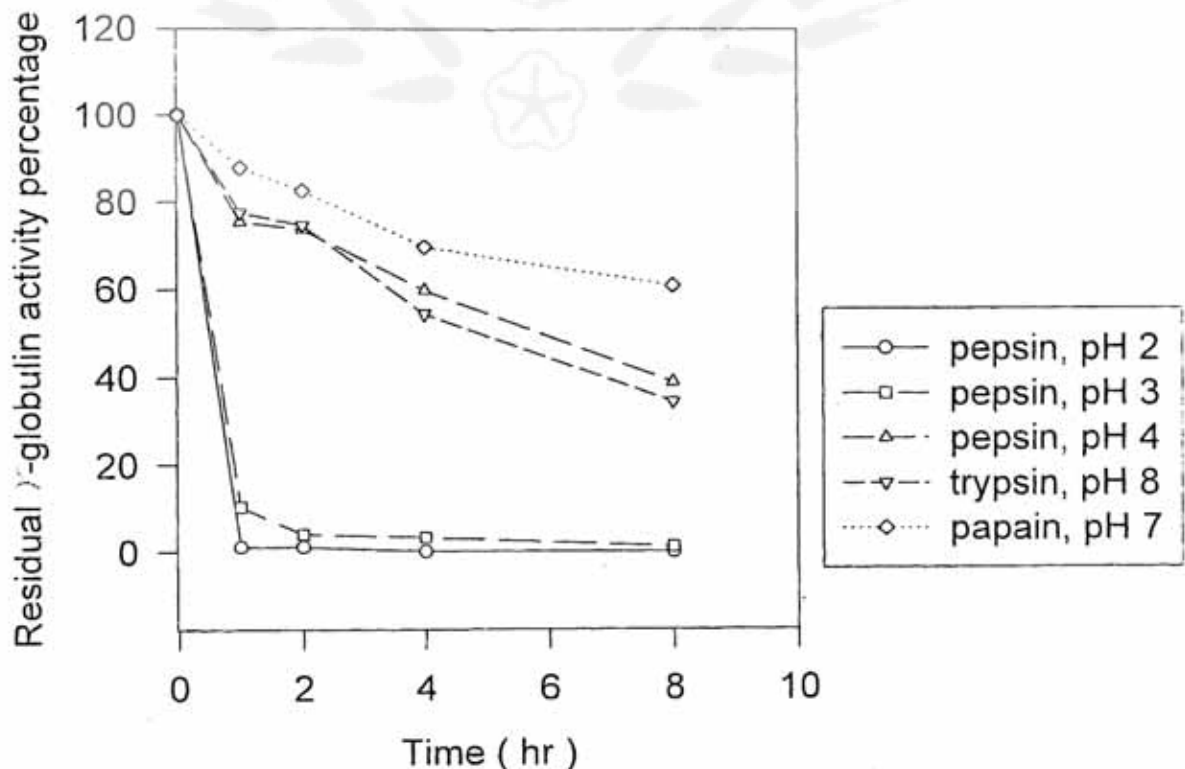 Residual γ-globulin activity percentage
120
100
80
60
40
20
0
0 2 4 6 8 10
Time ( hr )
pepsin, pH 2
pepsin, pH 3
pepsin, pH 4
trypsin, pH 8
papain, pH 7